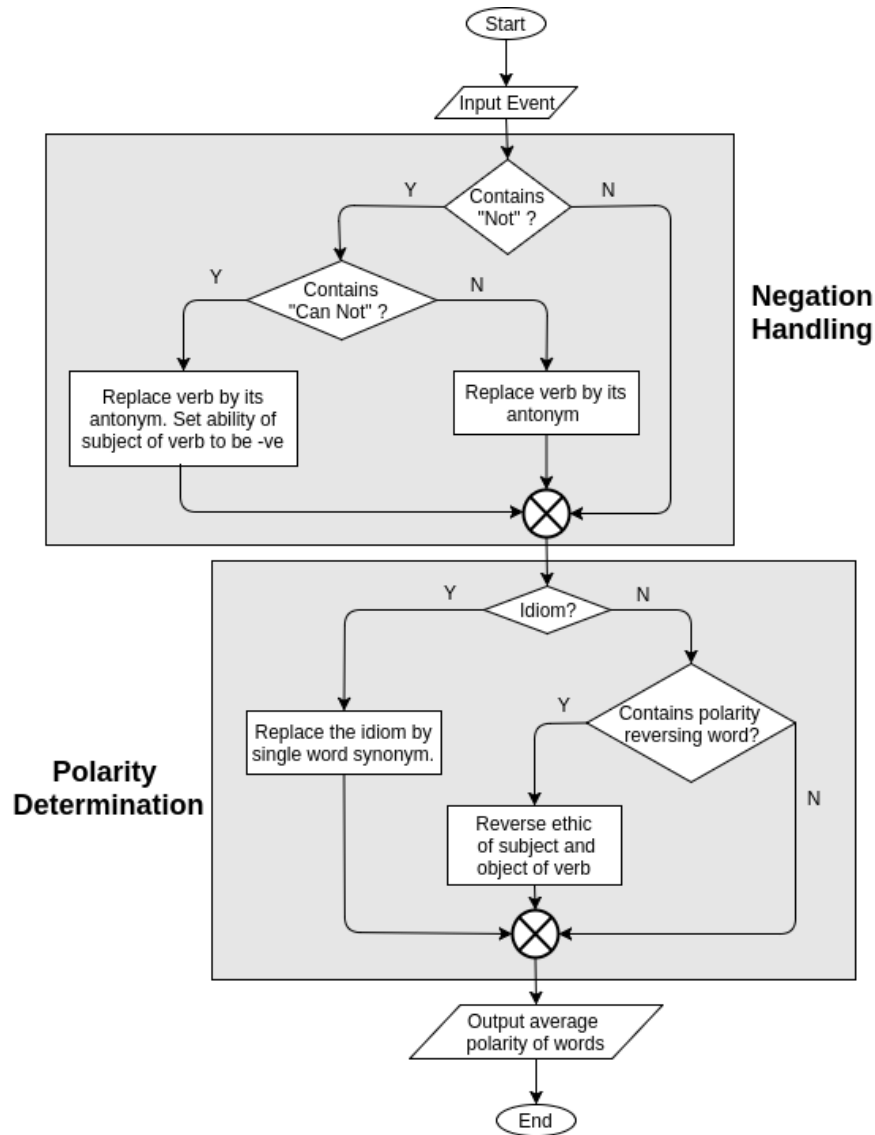 Start
Input Event
Contains
"Not" ?
Y
N
Contains
"Can Not" ?
Y
N
Negation
Handling
Replace verb by its
antonym. Set ability of
subject of verb to be -ve
Replace verb by its
antonym
Idiom?
Y
N
Replace the idiom by
single word synonym.
Contains polarity
reversing word?
Y
N
Polarity
Determination
Reverse ethic
of subject and
object of verb
Output average
polarity of words
End